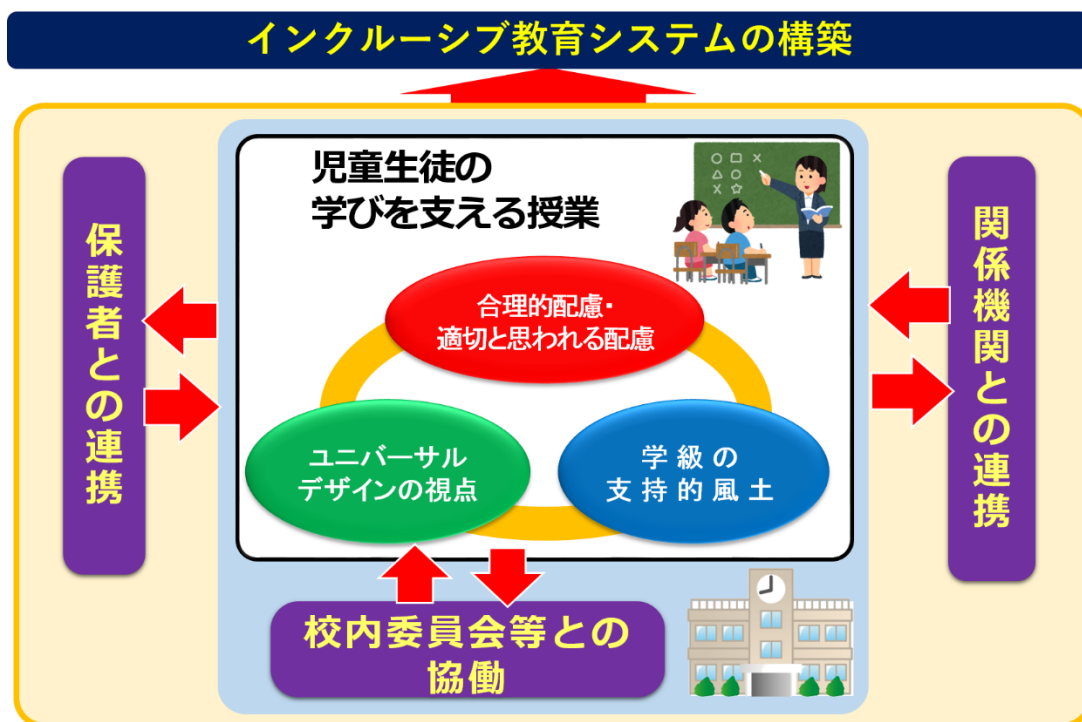 インクルーシブ教育システムの構築
児童生徒の
学びを支える授業
合理的配慮・
適切と思われる配慮
ユニバーサル
デザインの視点
学級の
支持的風土
保護者との連携
関係機関との連携
校内委員会等との
協働